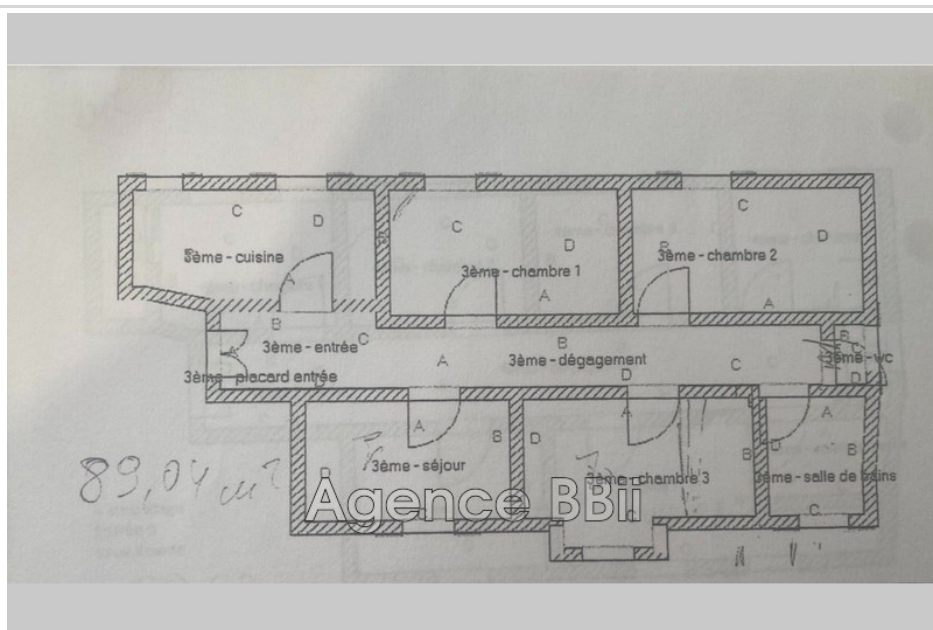 C
D
C
D
C
D
3ème - cuisine
A
3ème - chambre 1
A
B
3ème - chambre 2
A
B
3ème - entrée
C
A
B
3ème - dégagement
D
C
B
C
3ème - wc
D
A
3ème - placard entrée
D
A
B
D
3ème - séjour
A
D
B
3ème - chambre 3
D
C
A
D
B
3ème - salle de bains
C
89,04 m²
Agence BBii